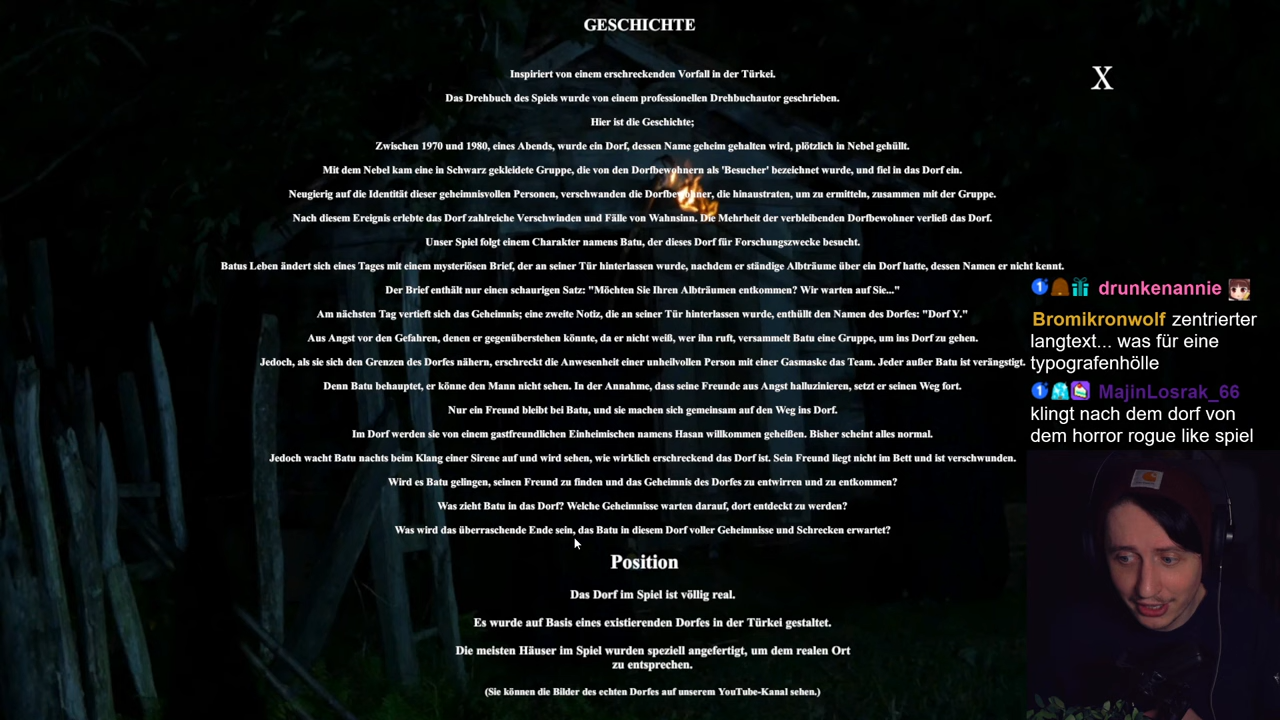 GESCHICHTE
X
Inspiriert von einem erschreckenden Vorfall in der Türkei.
Das Drehbuch des Spiels wurde von einem professionellen Drehbuchautor geschrieben.
Hier ist die Geschichte;
Zwischen 1970 und 1980, eines Abends, wurde ein Dorf, dessen Name geheim gehalten wird, plötzlich in Nebel gehüllt.
Mit dem Nebel kam eine in Schwarz gekleidete Gruppe, die von den Dorfbewohnern als 'Besucher' bezeichnet wurde, und fiel in das Dorf ein.
Neugierig auf die Identität dieser geheimnisvollen Personen, verschwanden die Dorfbewohner, die hinaustraten, um zu ermitteln, zusammen mit der Gruppe.
Nach diesem Ereignis erlebte das Dorf zahlreiche Verschwinden und Fälle von Wahnsinn. Die Mehrheit der verbleibenden Dorfbewohner verließ das Dorf.
Unser Spiel folgt einem Charakter namens Batu, der dieses Dorf für Forschungszwecke besucht.
Batus Leben ändert sich eines Tages mit einem mysteriösen Brief, der an seiner Tür hinterlassen wurde, nachdem er ständige Albträume über ein Dorf hatte, dessen Namen er nicht kennt.
Der Brief enthält nur einen schaurigen Satz: "Möchten Sie Ihren Albträumen entkommen? Wir warten auf Sie..."
Am nächsten Tag vertieft sich das Geheimnis; eine zweite Notiz, die an seiner Tür hinterlassen wurde, enthüllt den Namen des Dorfes: "Dorf Y."
Aus Angst vor den Gefahren, denen er gegenüberstehen könnte, da er nicht weiß, wer ihn ruft, versammelt Batu eine Gruppe, um ins Dorf zu gehen.
Jedoch, als sie sich den Grenzen des Dorfes nähern, erschreckt die Anwesenheit einer unheilvollen Person mit einer Gasmaske das Team. Jeder außer Batu ist verängstigt.
Denn Batu behauptet, er könne den Mann nicht sehen. In der Annahme, dass seine Freunde aus Angst halluzinieren, setzt er seinen Weg fort.
Nur ein Freund bleibt bei Batu, und sie machen sich gemeinsam auf den Weg ins Dorf.
Im Dorf werden sie von einem gastfreundlichen Einheimischen namens Hasan willkommen geheißen. Bisher scheint alles normal.
Jedoch wacht Batu nachts beim Klang einer Sirene auf und wird sehen, wie wirklich erschreckend das Dorf ist. Sein Freund liegt nicht im Bett und ist verschwunden.
Wird es Batu gelingen, seinen Freund zu finden und das Geheimnis des Dorfes zu entwirren und zu entkommen?
Was zieht Batu in das Dorf? Welche Geheimnisse warten darauf, dort entdeckt zu werden?
Was wird das überraschende Ende sein, das Batu in diesem Dorf voller Geheimnisse und Schrecken erwartet?
Position
Das Dorf im Spiel ist völlig real.
Es wurde auf Basis eines existierenden Dorfes in der Türkei gestaltet.
Die meisten Häuser im Spiel wurden speziell angefertigt, um dem realen Ort
zu entsprechen.
(Sie können die Bilder des echten Dorfes auf unserem YouTube-Kanal sehen.)
drunkenannie
Bromikronwolf zentrierter
langtext... was für eine
typografenhölle
MajinLosrak_66
klingt nach dem dorf von
dem horror rogue like spiel